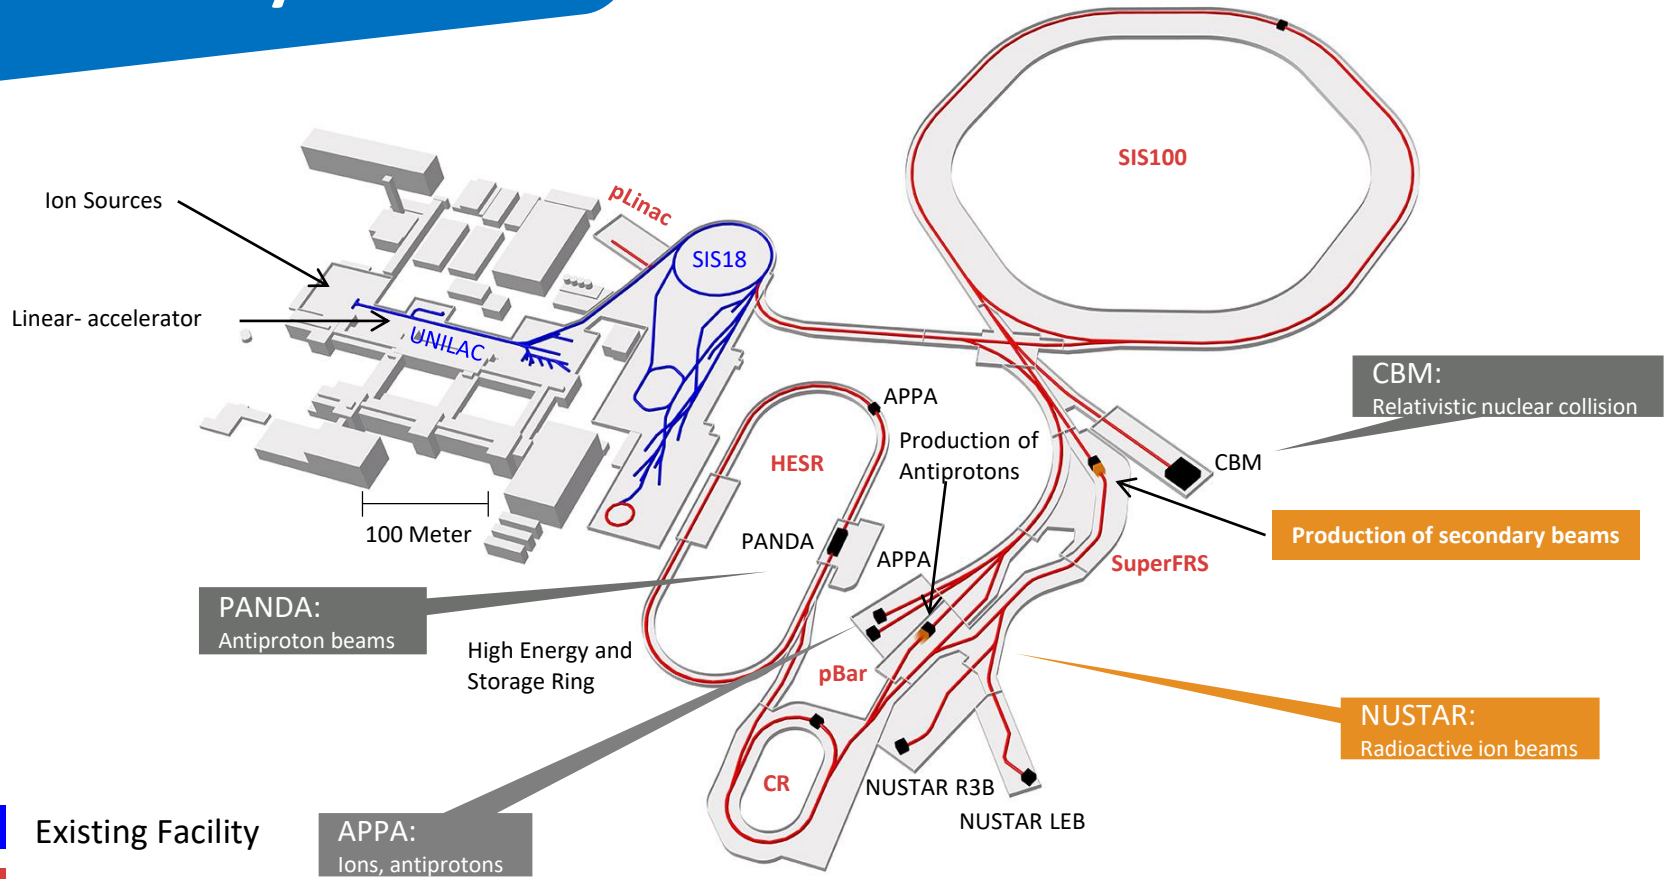 SIS100
Ion Sources
pLinac
SIS18
Linear- accelerator
UNILAC
CBM:
Relativistic nuclear collision
APPA
Production of
Antiprotons
HESR
CBM
100 Meter
PANDA
Production of secondary beams
APPA
SuperFRS
PANDA:
Antiproton beams
High Energy and
Storage Ring
pBar
NUSTAR:
Radioactive ion beams
CR
NUSTAR R3B
NUSTAR LEB
Existing Facility
APPA:
Ions, antiprotons